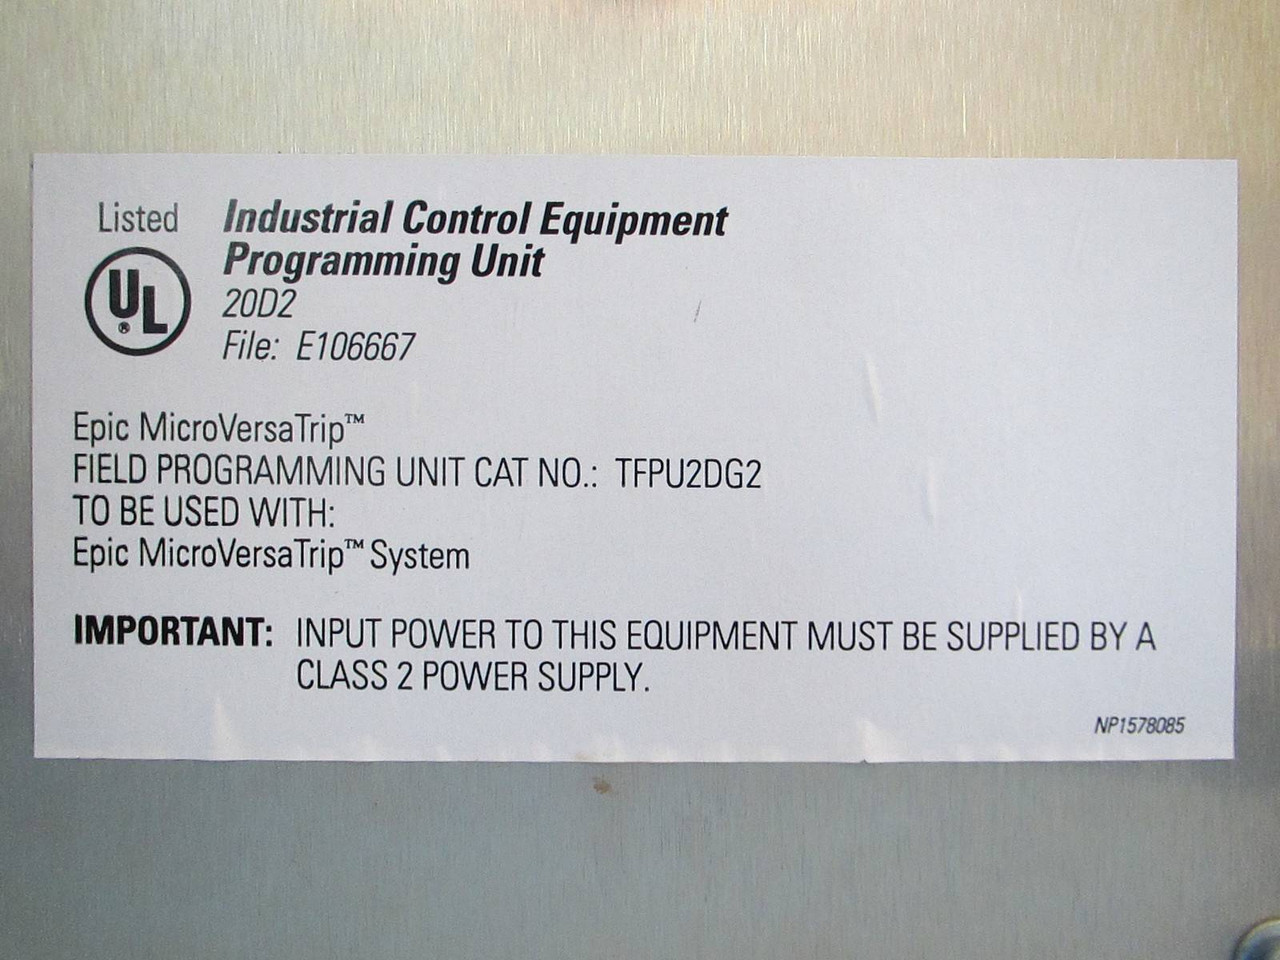 Listed
UL
®
Industrial Control Equipment
Programming Unit
20D2
File: E106667
Epic MicroVersaTrip™
FIELD PROGRAMMING UNIT CAT NO.: TFPU2DG2
TO BE USED WITH:
Epic MicroVersaTrip™ System
IMPORTANT: INPUT POWER TO THIS EQUIPMENT MUST BE SUPPLIED BY A
CLASS 2 POWER SUPPLY.
NP1578085